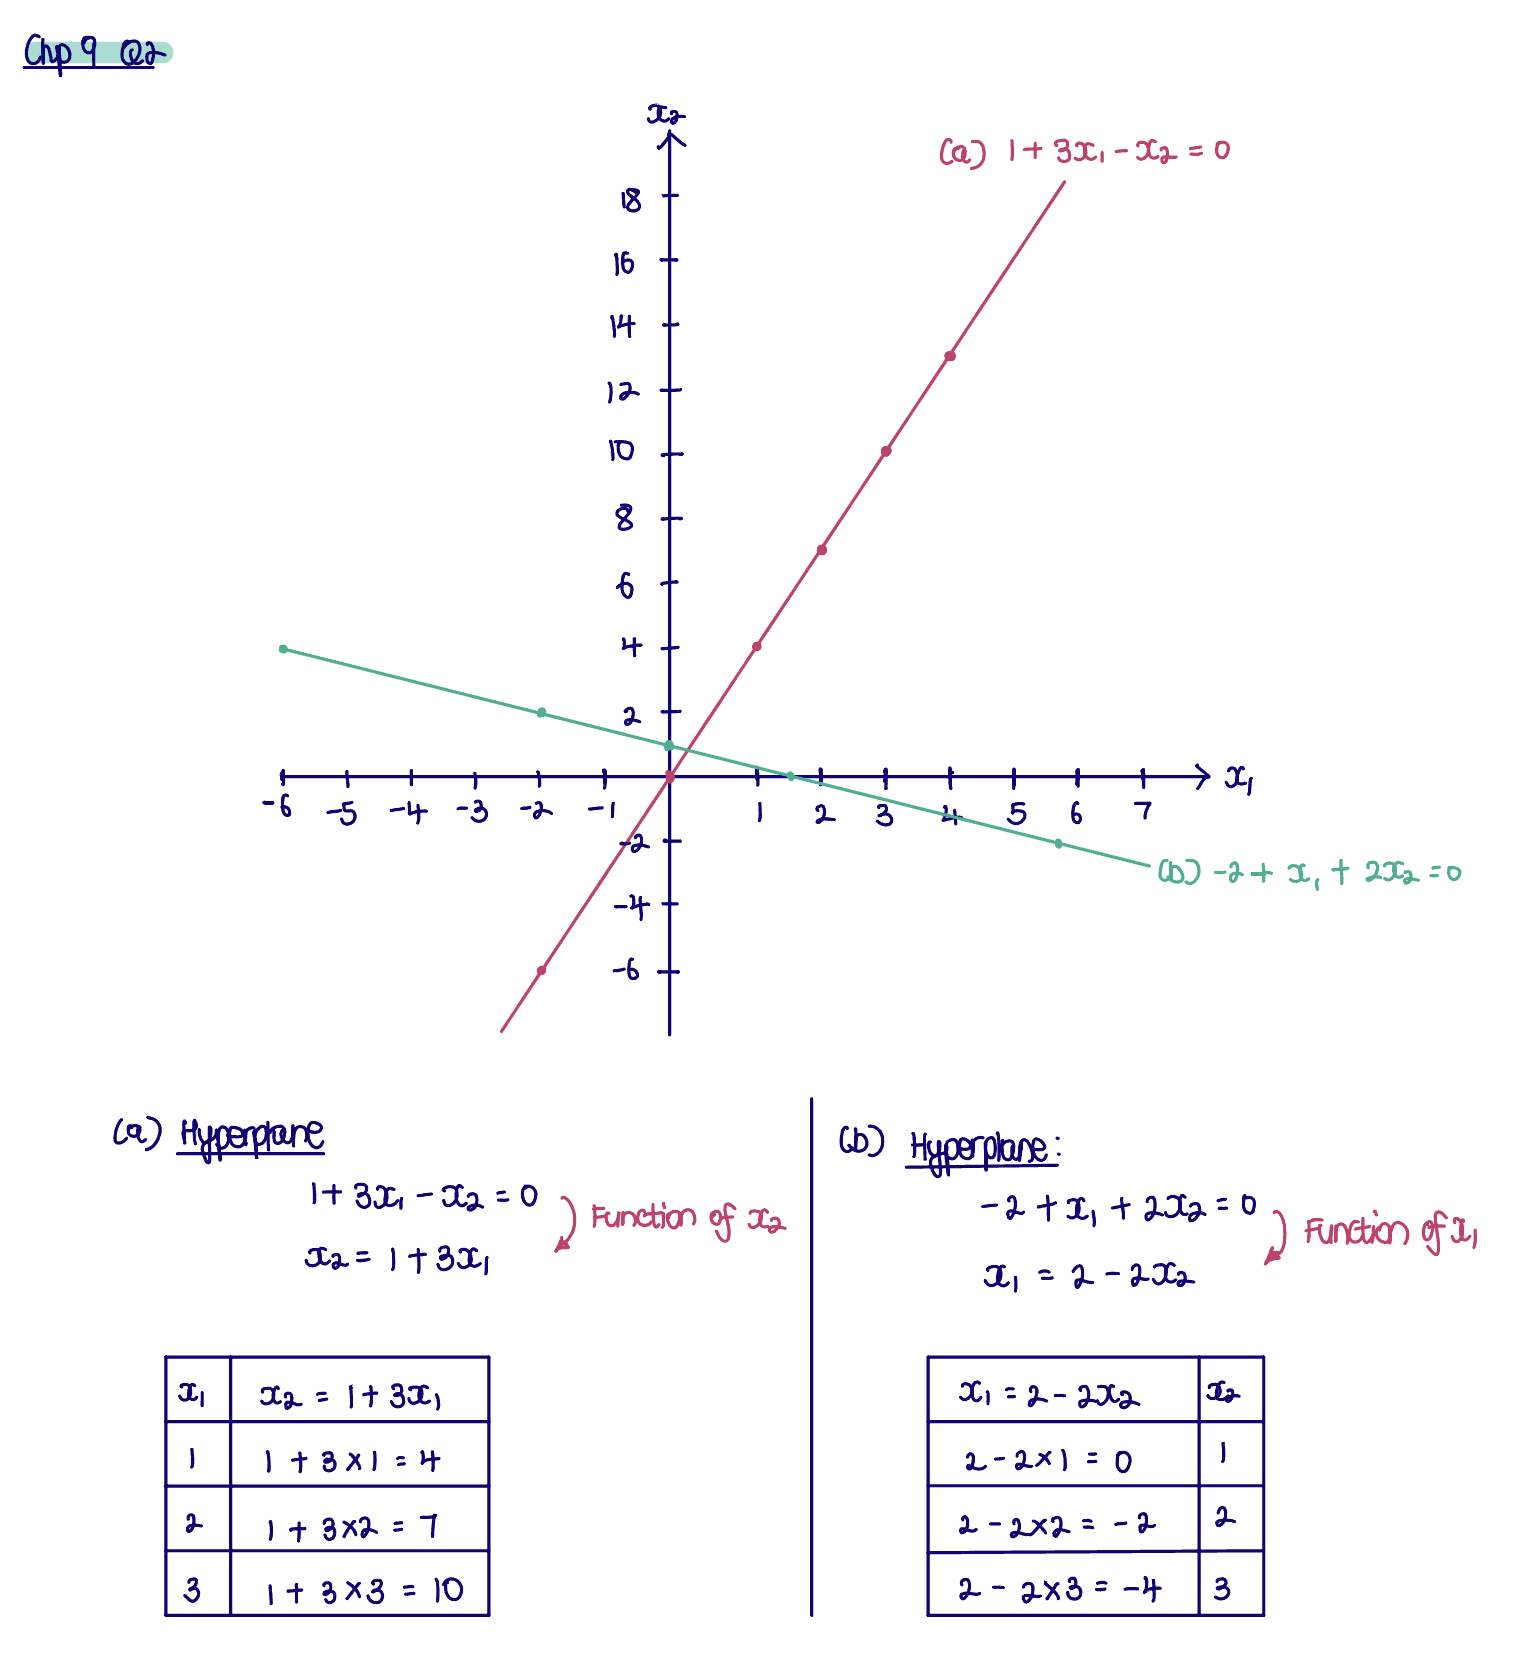 Chp 9 Q2
x₂
(a) 1 + 3x₁ - x₂ = 0
18
16
14
12
10
8
6
4
2
-6 -5 -4 -3 -2 -1 1 2 3 4 5 6 7 x₁
-2
(b) -2 + x₁ + 2x₂ = 0
-4
-6
(a) Hyperplane
1 + 3x₁ - x₂ = 0
Function of x₂
x₂ = 1 + 3x₁
x₁ x₂ = 1 + 3x₁
1 1 + 3 × 1 = 4
2 1 + 3 × 2 = 7
3 1 + 3 × 3 = 10
(b) Hyperplane:
-2 + x₁ + 2x₂ = 0
Function of x₁
x₁ = 2 - 2x₂
x₁ = 2 - 2x₂ x₂
2 - 2 × 1 = 0 1
2 - 2 × 2 = -2 2
2 - 2 × 3 = -4 3